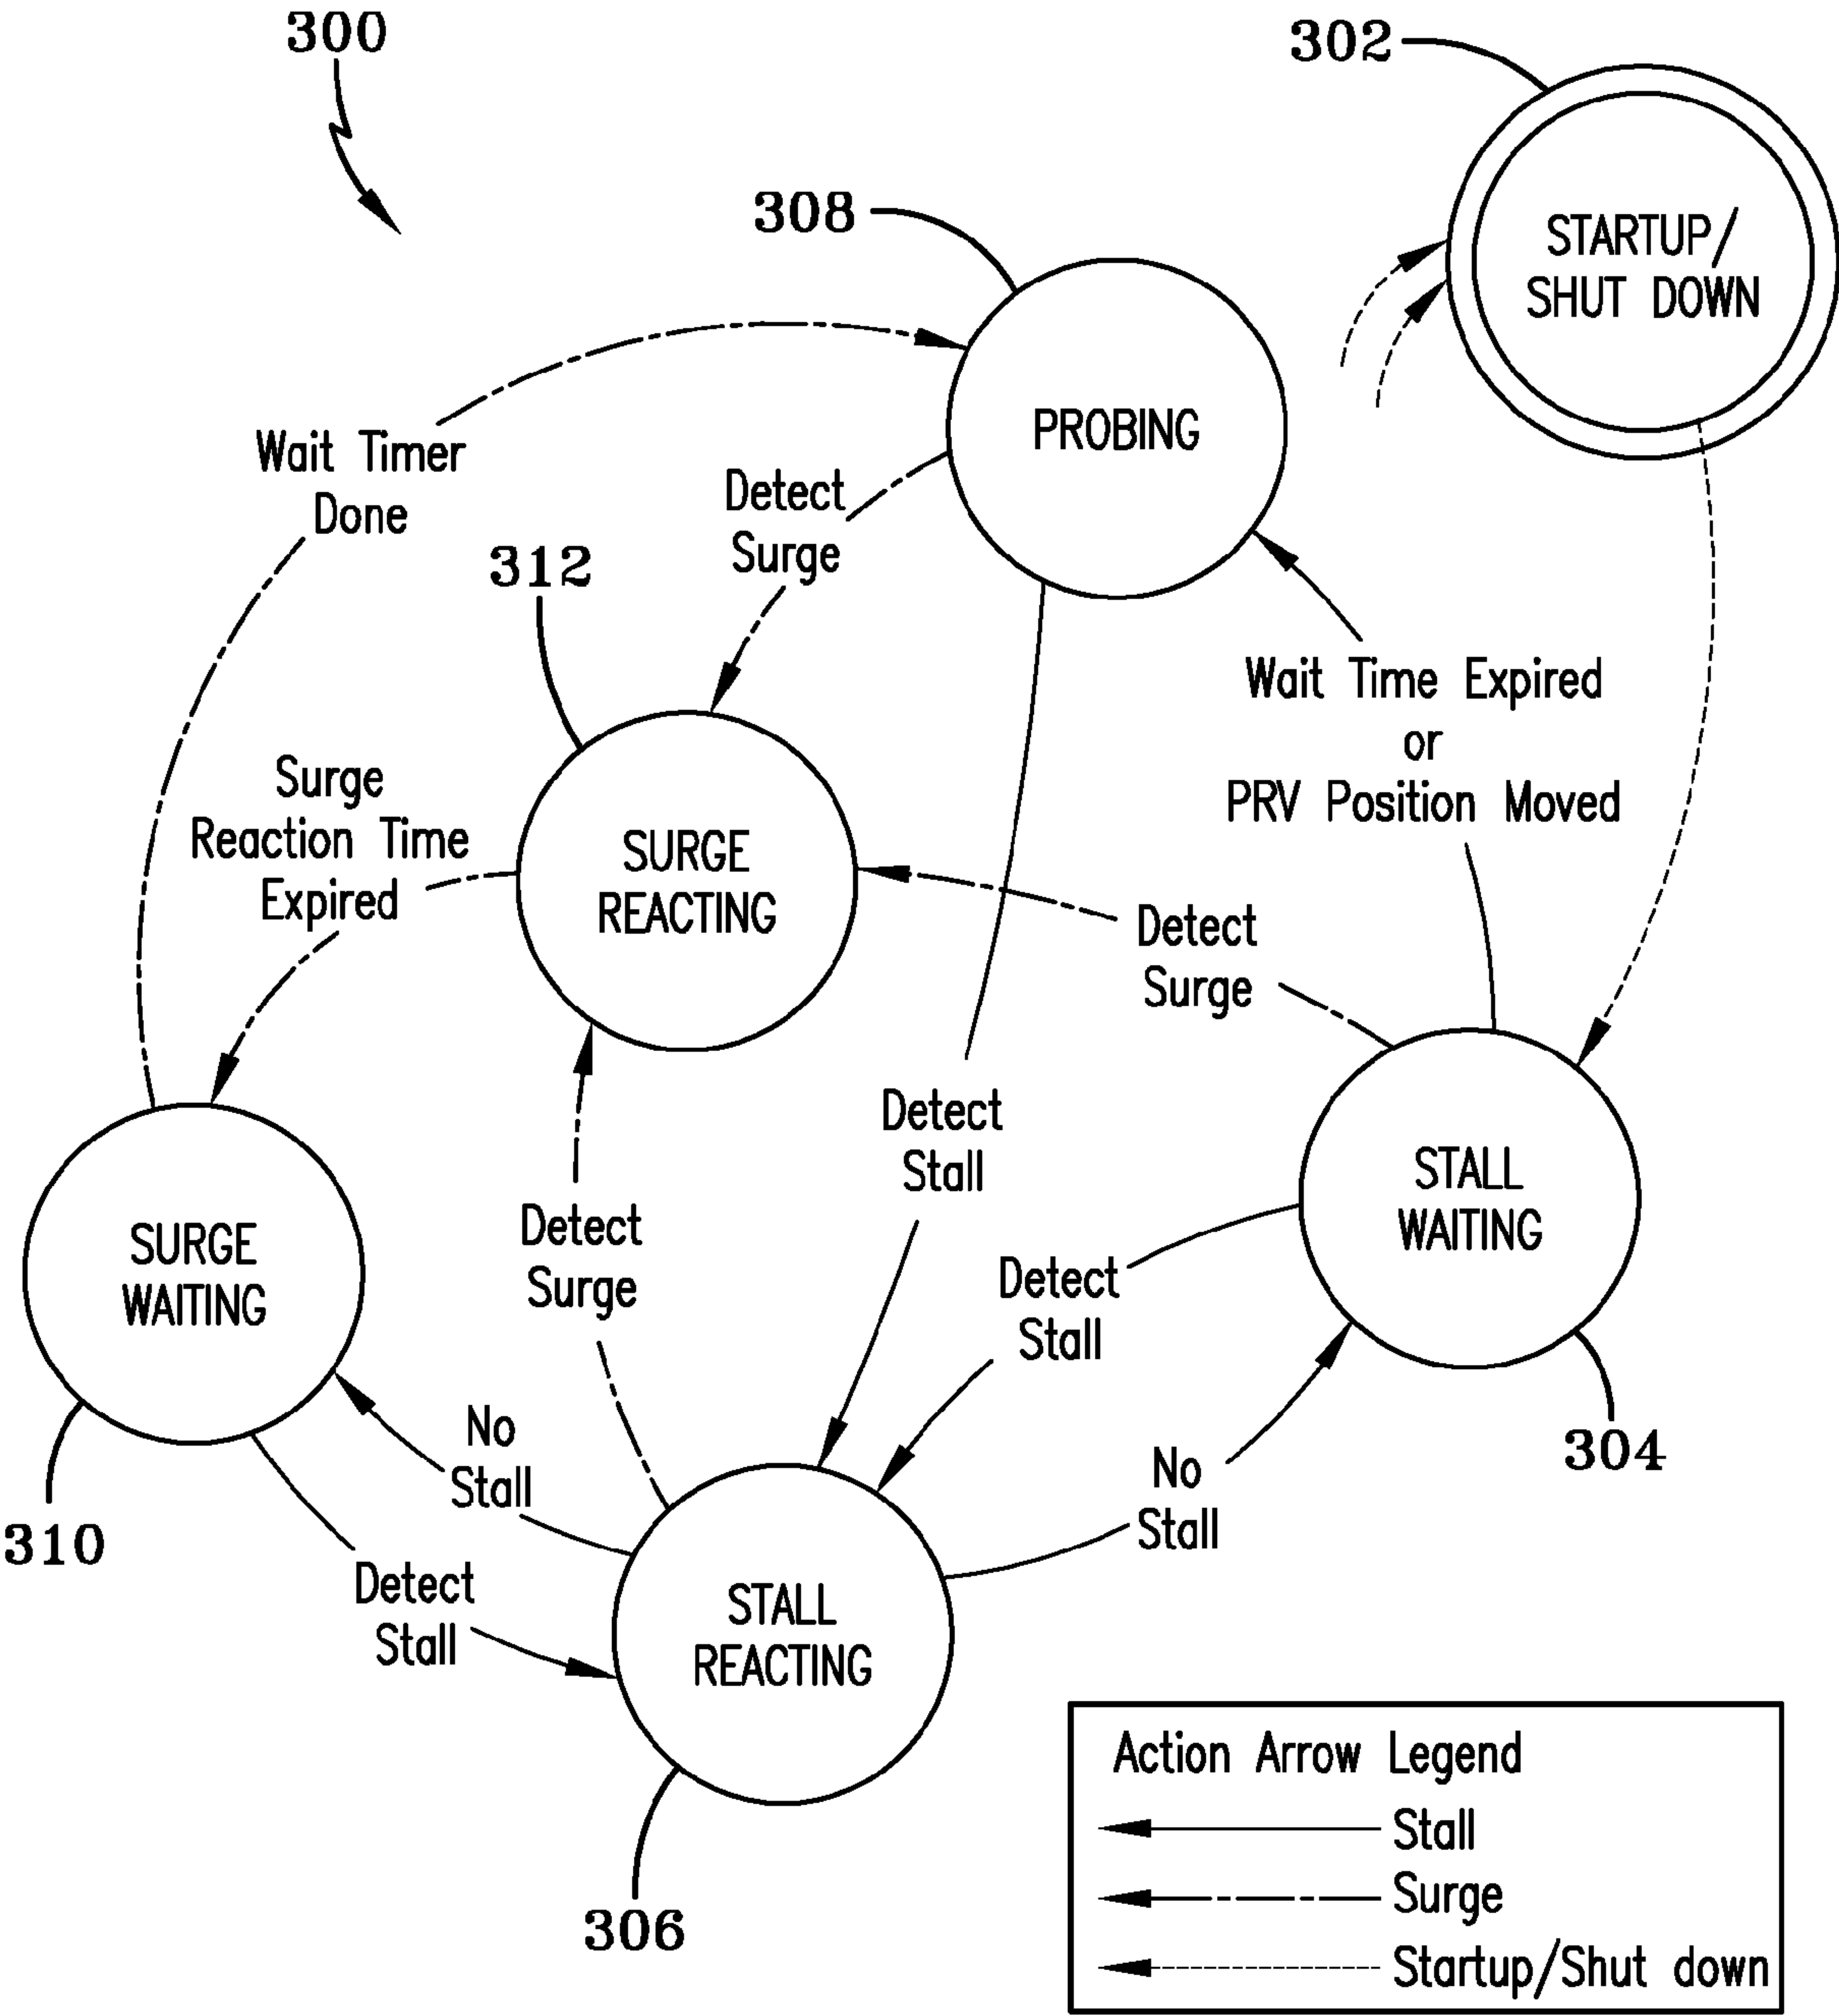 300
302
308
STARTUP/
SHUT DOWN
PROBING
Wait Timer
Done
Detect
Surge
312
Wait Time Expired
or
PRV Position Moved
Surge
Reaction Time
Expired
SURGE
REACTING
Detect
Surge
Detect
Stall
STALL
WAITING
SURGE
WAITING
Detect
Surge
Detect
Stall
304
No
Stall
No
Stall
310
Detect
Stall
STALL
REACTING
306
Action Arrow Legend
Stall
Surge
Startup/Shut down